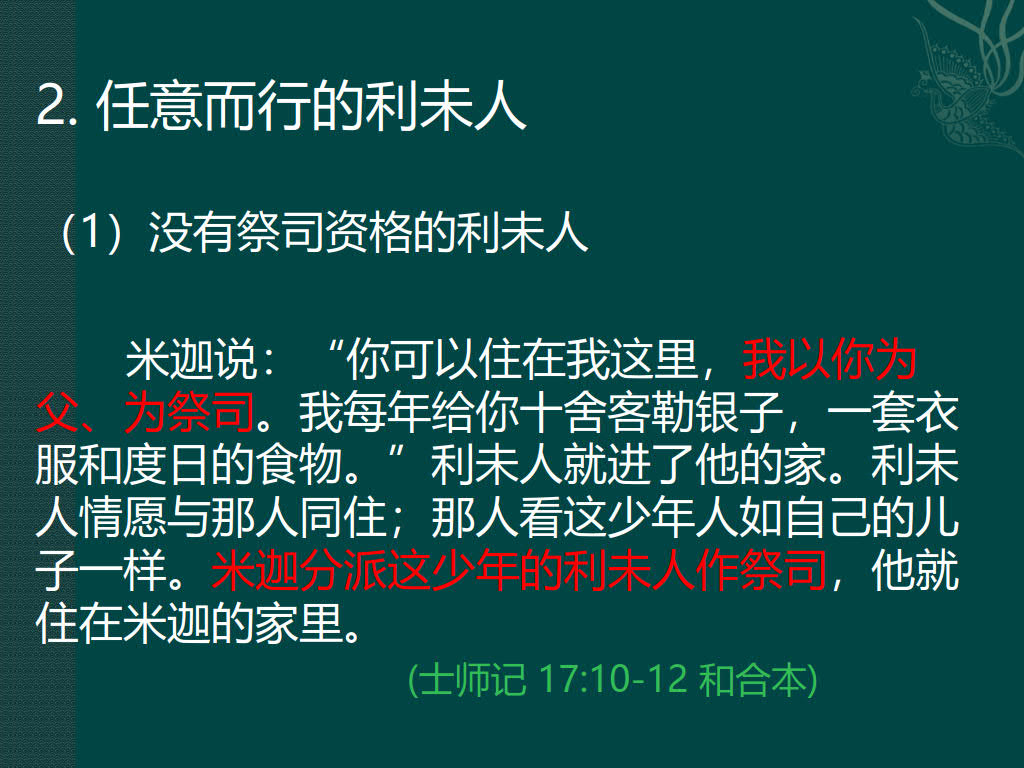 2. 任意而行的利未人
（1）没有祭司资格的利未人
米迦说：“你可以住在我这里，我以你为
父、为祭司。我每年给你十舍客勒银子，一套衣
服和度日的食物。”利未人就进了他的家。利未
人情愿与那人同住；那人看这少年人如自己的儿
子一样。米迦分派这少年的利未人作祭司，他就
住在米迦的家里。
(士师记 17:10-12 和合本)